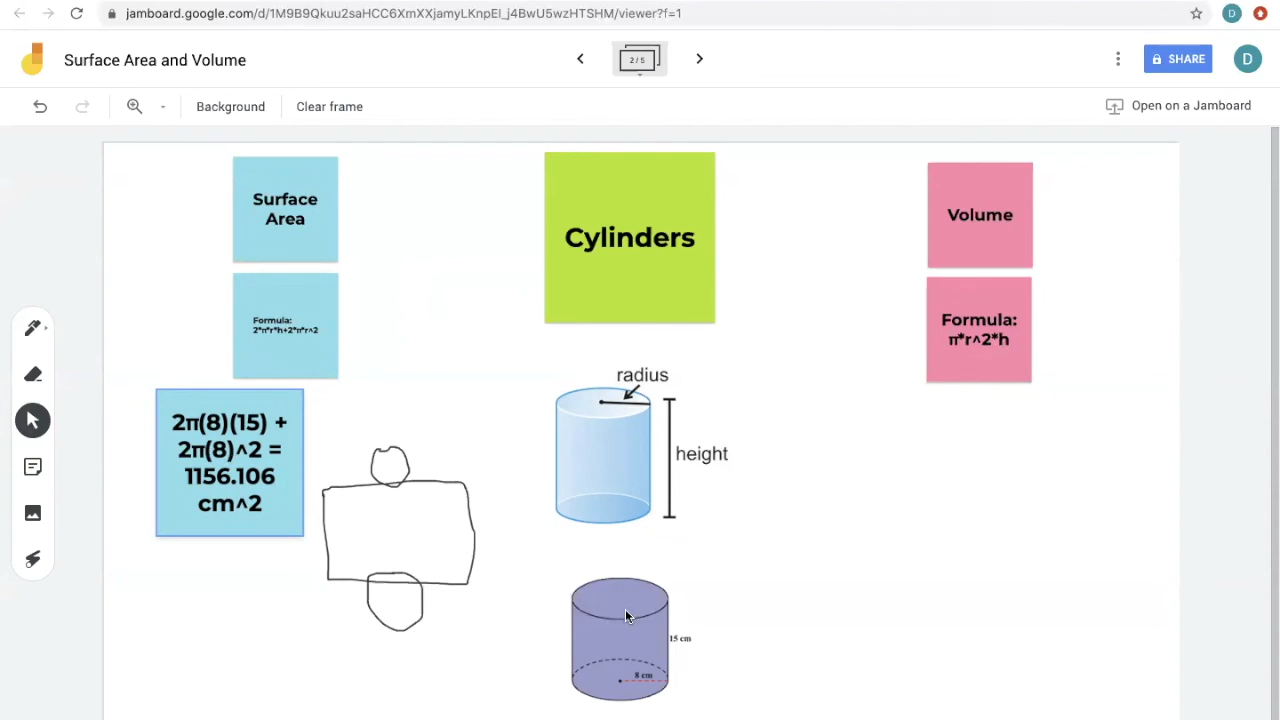 jamboard.google.com/d/1M9B9Qkuu2saHCC6XmXXjamyLKnpEI_j4BwU5wzHTSHM/viewer?f=1
D
Surface Area and Volume
2 / 5
SHARE
D
Background
Clear frame
Open on a Jamboard
Surface
Area
Cylinders
Volume
Formula:
2*π*r*h+2*π*r^2
Formula:
π*r^2*h
radius
height
2π(8)(15) +
2π(8)^2 =
1156.106
cm^2
15 cm
8 cm